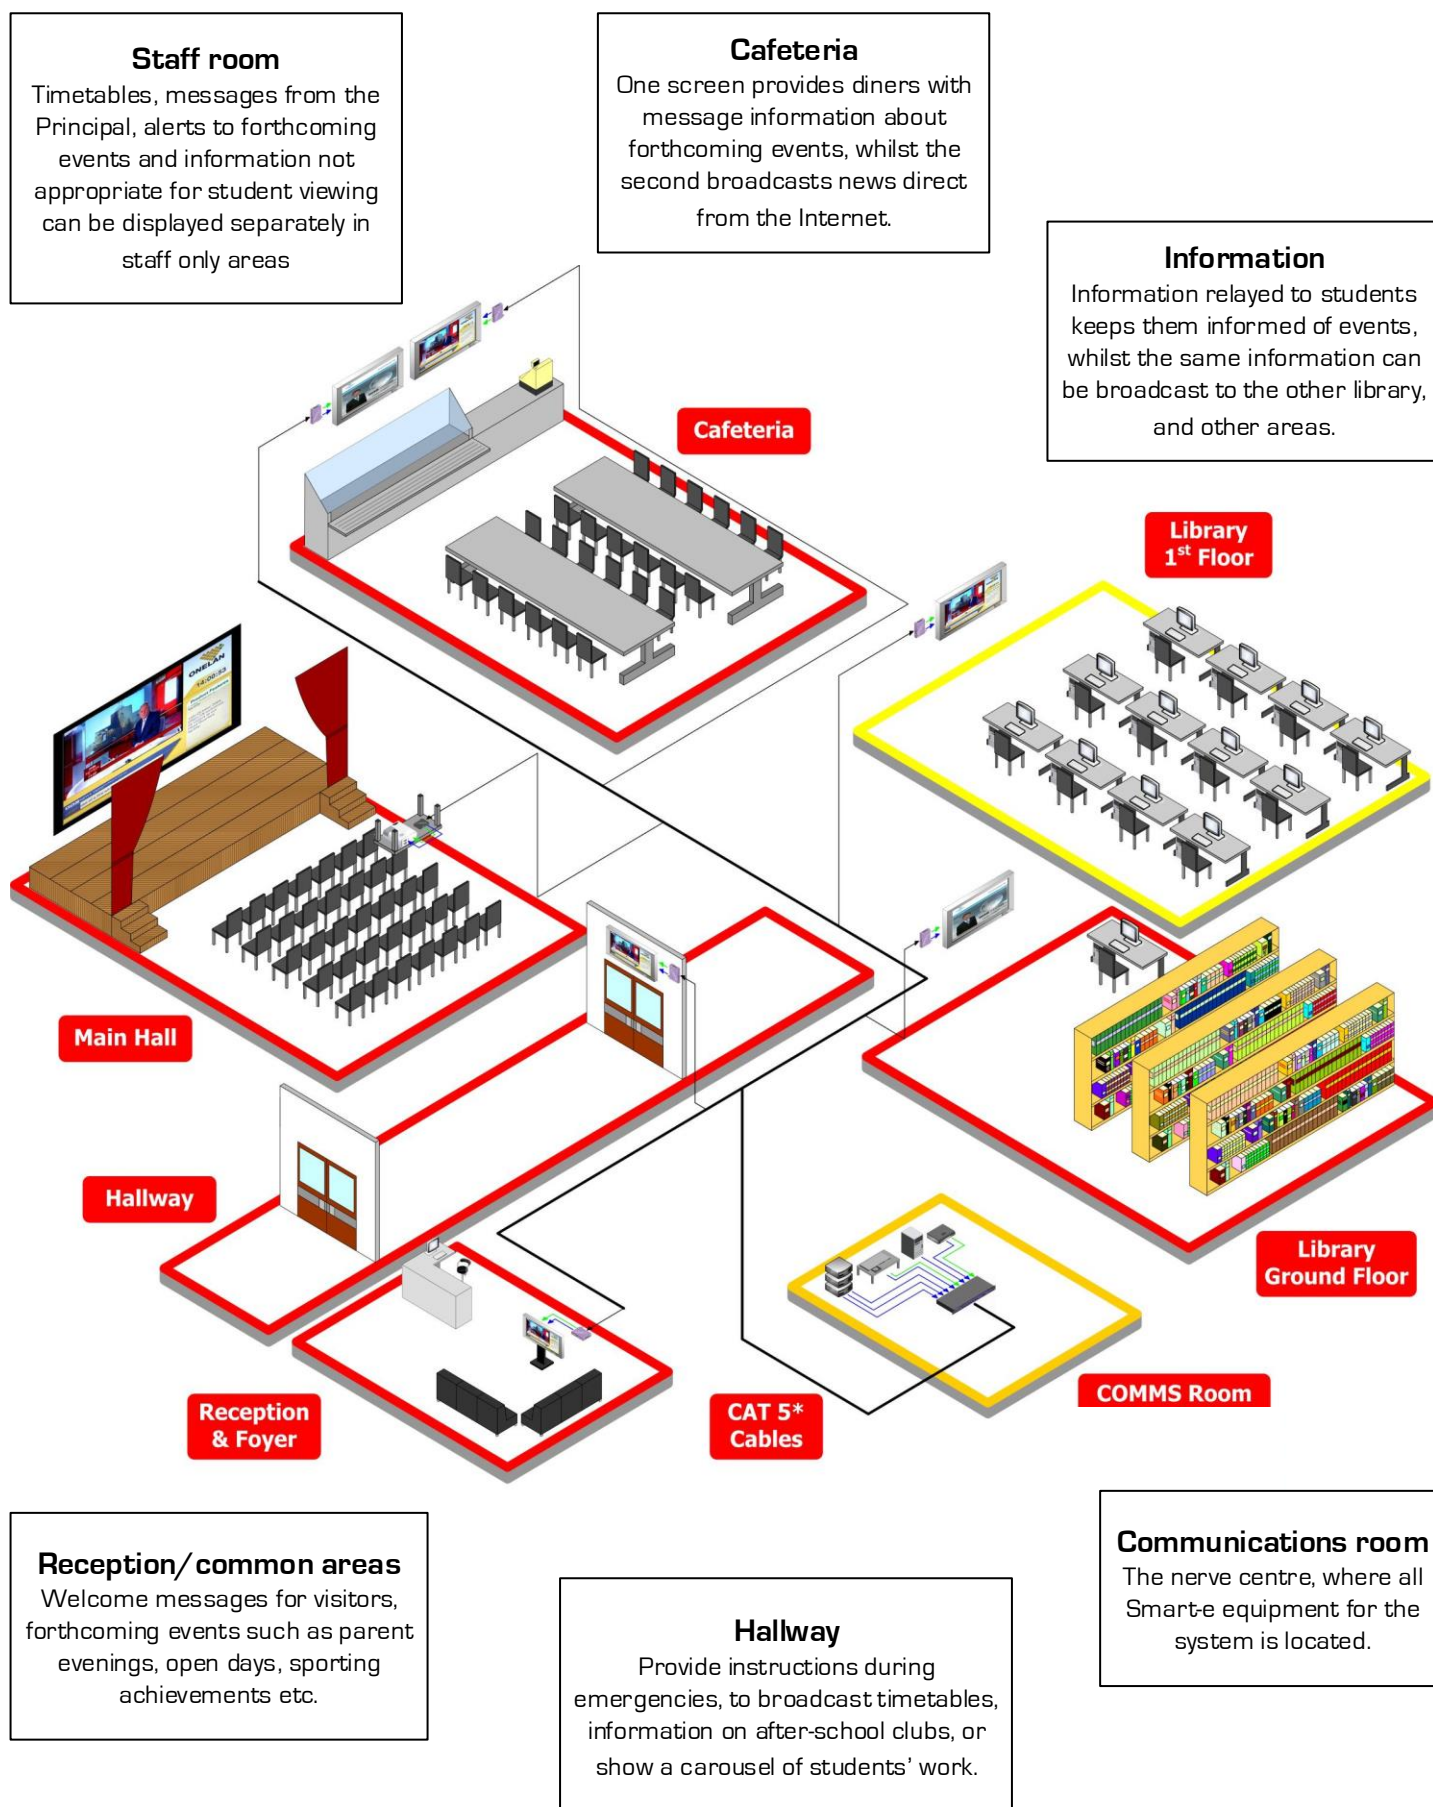 Staff room
Timetables, messages from the
Principal, alerts to forthcoming
events and information not
appropriate for student viewing
can be displayed separately in
staff only areas
Cafeteria
One screen provides diners with
message information about
forthcoming events, whilst the
second broadcasts news direct
from the Internet.
Information
Information relayed to students
keeps them informed of events,
whilst the same information can
be broadcast to the other library,
and other areas.
Cafeteria
Library
1st Floor
ONELAN
14:00:53
Main Hall
Hallway
Library
Ground Floor
Reception
& Foyer
CAT 5*
Cables
COMMS Room
Reception/common areas
Welcome messages for visitors,
forthcoming events such as parent
evenings, open days, sporting
achievements etc.
Hallway
Provide instructions during
emergencies, to broadcast timetables,
information on after-school clubs, or
show a carousel of students' work.
Communications room
The nerve centre, where all
Smart-e equipment for the
system is located.